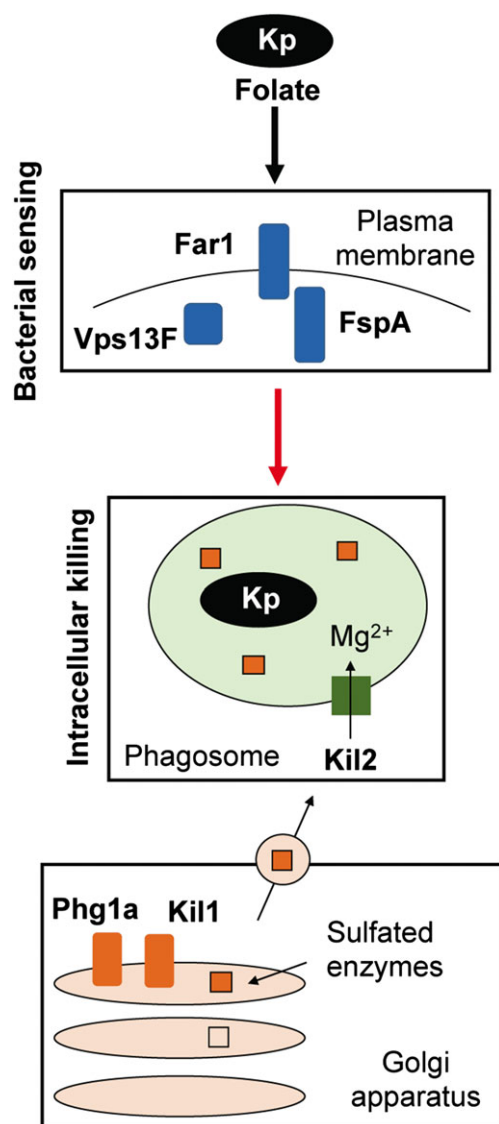 Kp
Folate
Bacterial sensing
Plasma
membrane
Far1
Vps13F
FspA
Intracellular killing
Kp
Mg²⁺
Phagosome
Kil2
Phg1a
Kil1
Sulfated
enzymes
Golgi
apparatus